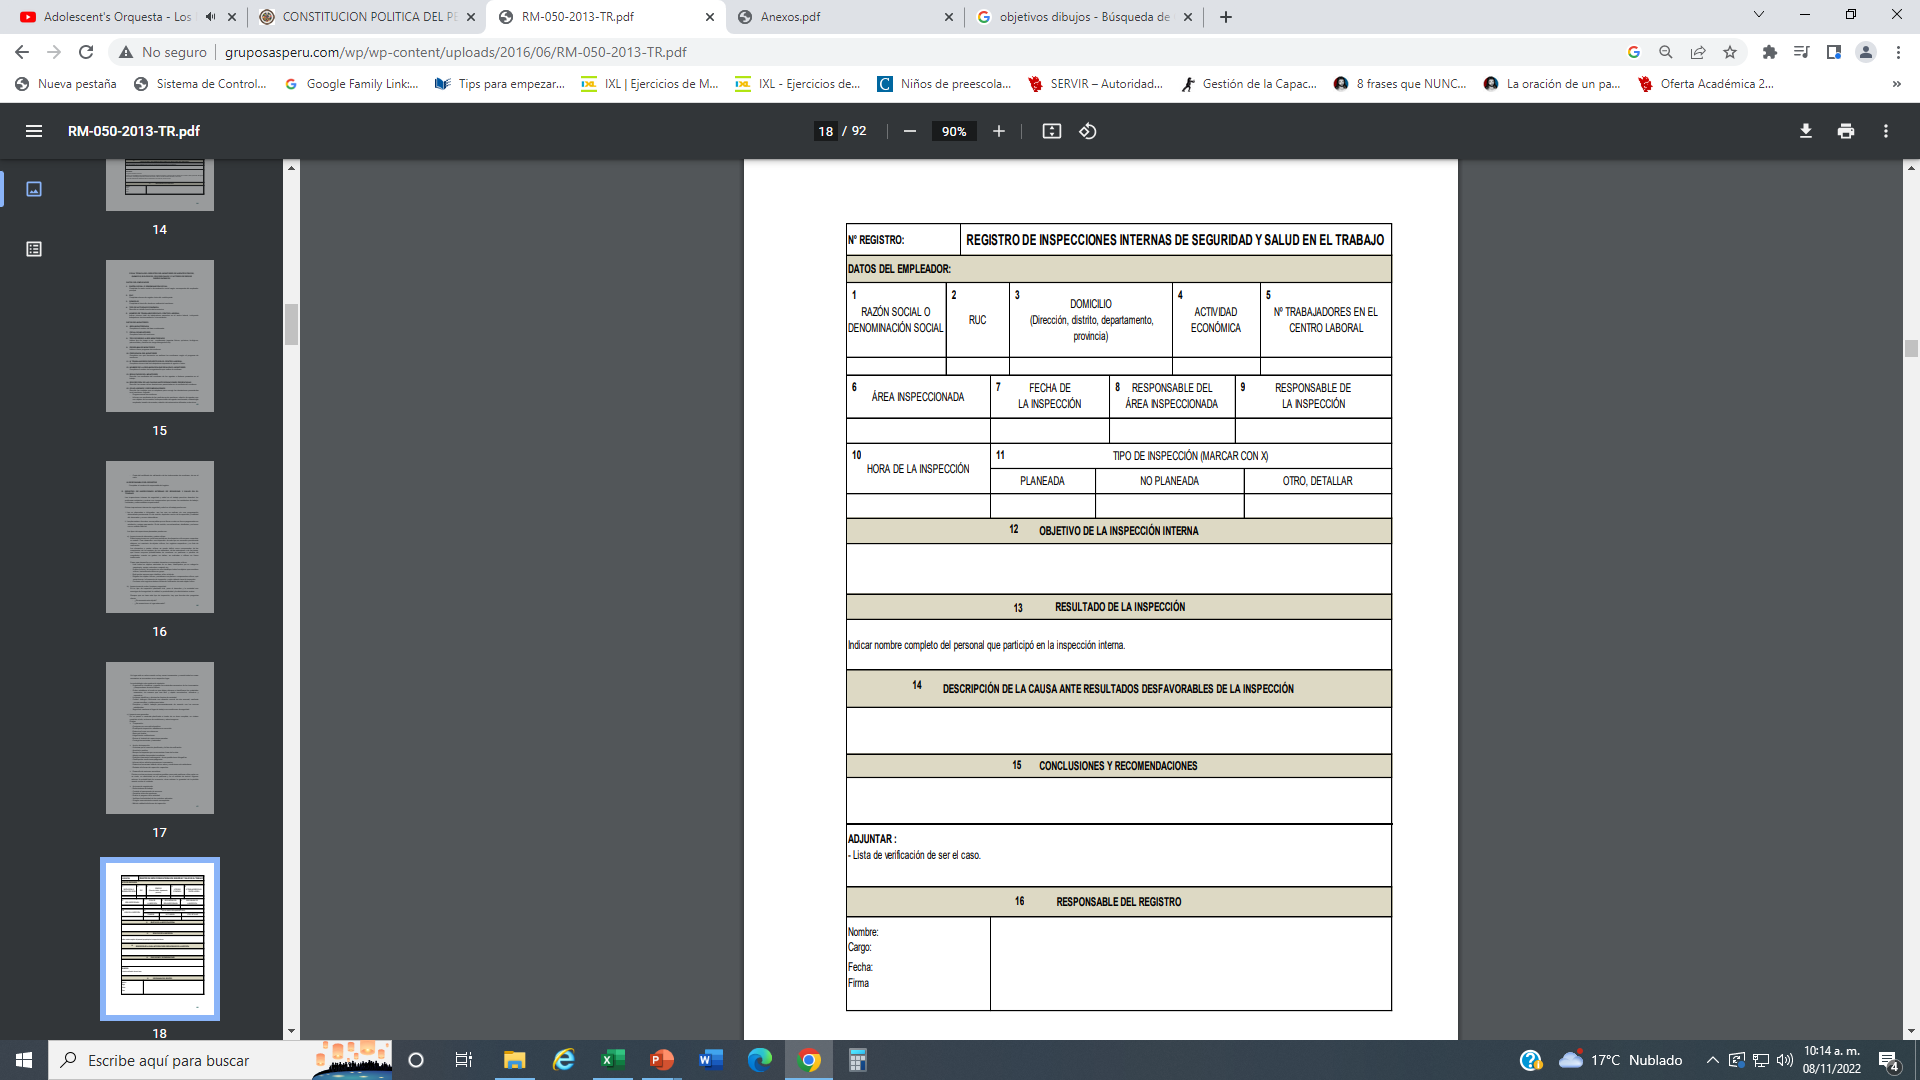 Adolescent's Orquesta - Los
CONSTITUCION POLITICA DEL PE
RM-050-2013-TR.pdf
Anexos.pdf
objetivos dibujos - Búsqueda de
No seguro
gruposasperu.com/wp/wp-content/uploads/2016/06/RM-050-2013-TR.pdf
Nueva pestaña
Sistema de Control...
Google Family Link:...
Tips para empezar...
IXL | Ejercicios de M...
IXL - Ejercicios de...
Niños de preescola...
SERVIR – Autoridad...
Gestión de la Capac...
8 frases que NUNC...
La oración de un pa...
Oferta Académica 2...
»
RM-050-2013-TR.pdf
18 / 92
90%
14
15
16
17
18
N° REGISTRO:
REGISTRO DE INSPECCIONES INTERNAS DE SEGURIDAD Y SALUD EN EL TRABAJO
DATOS DEL EMPLEADOR:
1
RAZÓN SOCIAL O
DENOMINACIÓN SOCIAL
2
RUC
3
DOMICILIO
(Dirección, distrito, departamento,
provincia)
4
ACTIVIDAD
ECONÓMICA
5
Nº TRABAJADORES EN EL
CENTRO LABORAL
6
ÁREA INSPECCIONADA
7
FECHA DE
LA INSPECCIÓN
8 RESPONSABLE DEL
ÁREA INSPECCIONADA
9
RESPONSABLE DE
LA INSPECCIÓN
10
HORA DE LA INSPECCIÓN
11
TIPO DE INSPECCIÓN (MARCAR CON X)
PLANEADA
NO PLANEADA
OTRO, DETALLAR
12 OBJETIVO DE LA INSPECCIÓN INTERNA
13 RESULTADO DE LA INSPECCIÓN
Indicar nombre completo del personal que participó en la inspección interna.
14 DESCRIPCIÓN DE LA CAUSA ANTE RESULTADOS DESFAVORABLES DE LA INSPECCIÓN
15 CONCLUSIONES Y RECOMENDACIONES
ADJUNTAR :
- Lista de verificación de ser el caso.
16 RESPONSABLE DEL REGISTRO
Nombre:
Cargo:
Fecha:
Firma
Escribe aquí para buscar
17°C Nublado
10:14 a. m.
08/11/2022
4